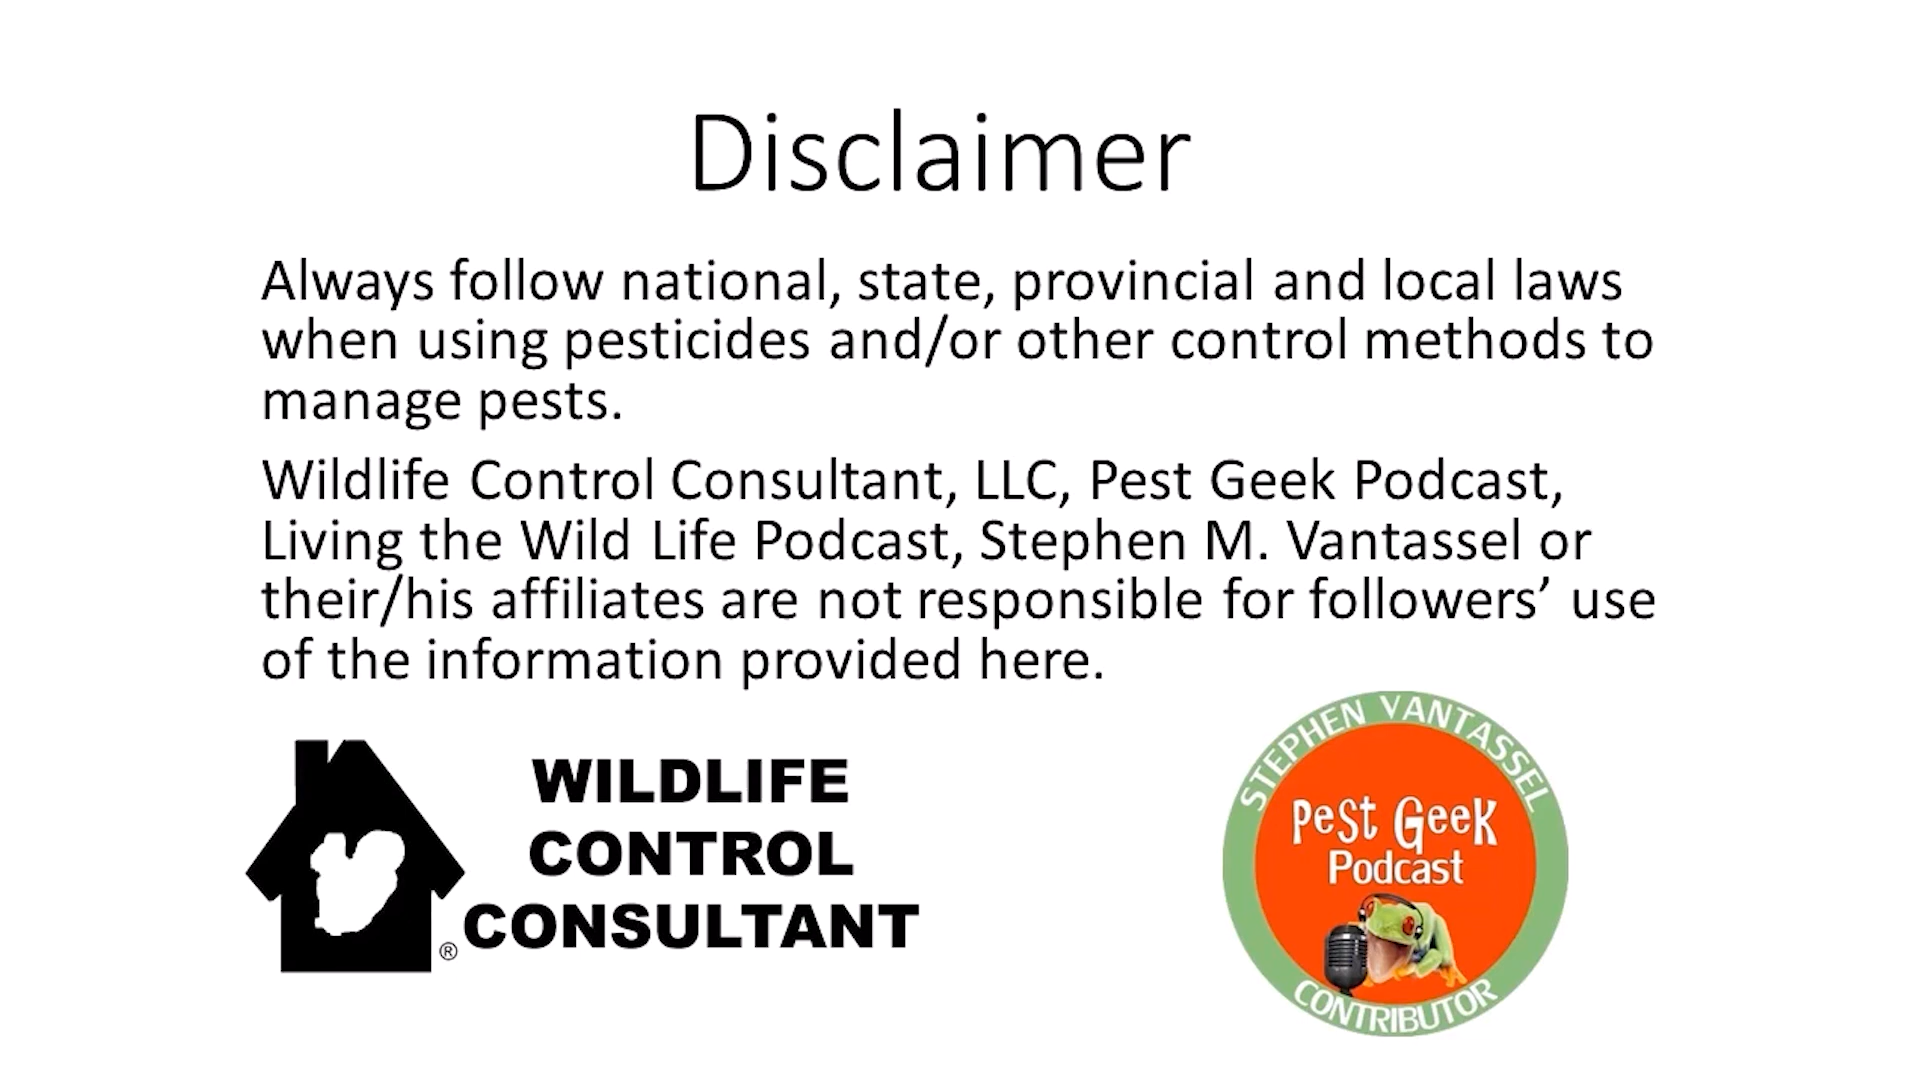 Disclaimer
Always follow national, state, provincial and local laws
when using pesticides and/or other control methods to
manage pests.
Wildlife Control Consultant, LLC, Pest Geek Podcast,
Living the Wild Life Podcast, Stephen M. Vantassel or
their/his affiliates are not responsible for followers’ use
of the information provided here.
WILDLIFE
CONTROL
CONSULTANT
®
STEPHEN VANTASSEL
PeSt GeeK
Podcast
CONTRIBUTOR